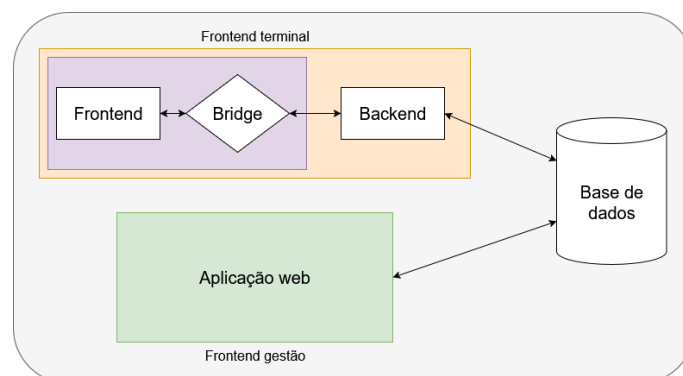 Frontend terminal
Frontend
Bridge
Backend
Base de
dados
Aplicação web
Frontend gestão